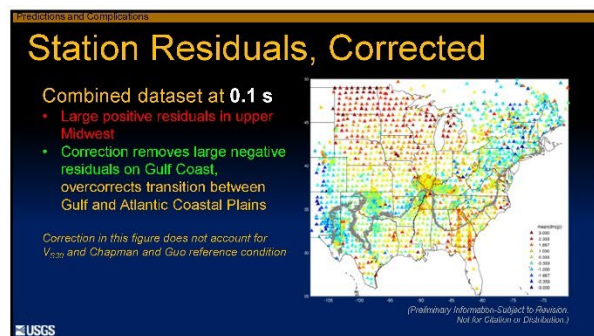 Predictions and Complications
Station Residuals, Corrected
Combined dataset at 0.1 s
• Large positive residuals in upper
Midwest
• Correction removes large negative
residuals on Gulf Coast,
overcorrects transition between
Gulf and Atlantic Coastal Plains
Correction in this figure does not account for
VS30 and Chapman and Guo reference condition
(Preliminary Information-Subject to Revision.
Not for Citation or Distribution.)
USGS